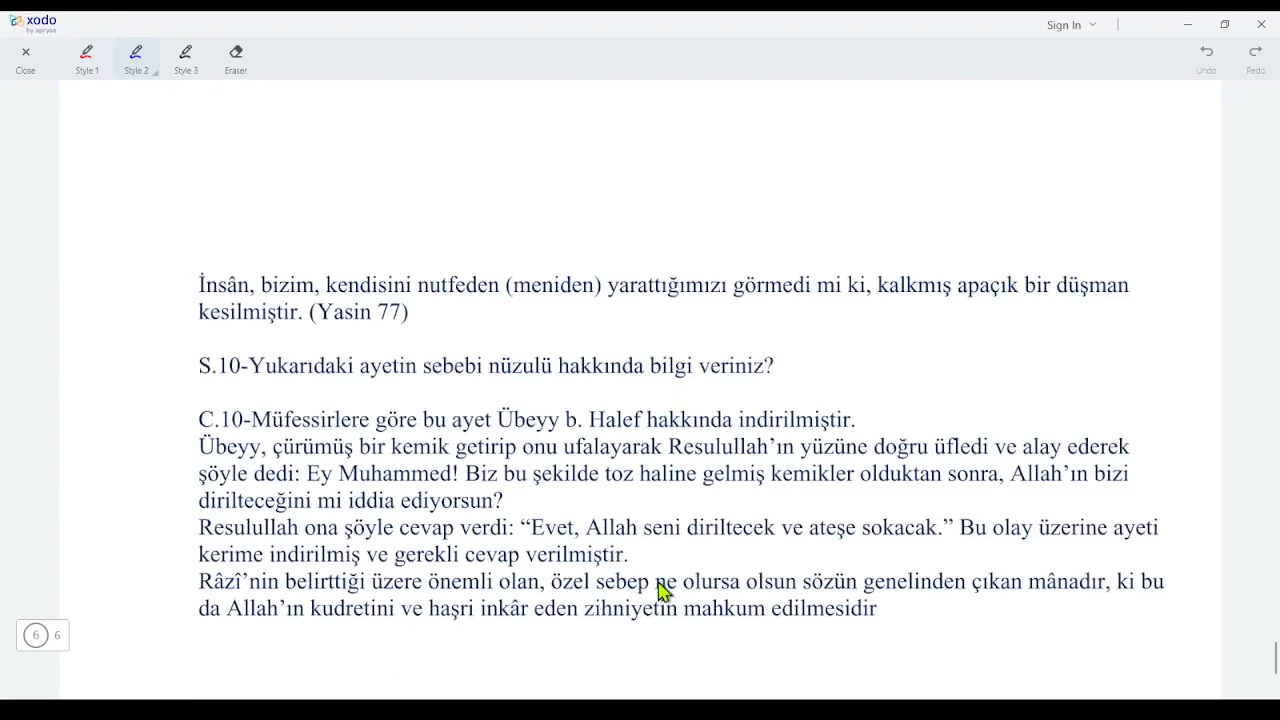 xodo
by apryse
Sign In
Close
Style 1
Style 2
Style 3
Eraser
Undo
Redo
İnsân, bizim, kendisini nutfeden (meniden) yarattığımızı görmedi mi ki, kalkmış apaçık bir düşman
kesilmiştir. (Yasin 77)
S.10-Yukarıdaki ayetin sebebi nüzulü hakkında bilgi veriniz?
C.10-Müfessirlere göre bu ayet Übeyy b. Halef hakkında indirilmiştir.
Übeyy, çürümüş bir kemik getirip onu ufalayarak Resulullah’ın yüzüne doğru üfledi ve alay ederek
şöyle dedi: Ey Muhammed! Biz bu şekilde toz haline gelmiş kemikler olduktan sonra, Allah’ın bizi
dirilteceğini mi iddia ediyorsun?
Resulullah ona şöyle cevap verdi: “Evet, Allah seni diriltecek ve ateşe sokacak.” Bu olay üzerine ayeti
kerime indirilmiş ve gerekli cevap verilmiştir.
Râzî’nin belirttiği üzere önemli olan, özel sebep ne olursa olsun sözün genelinden çıkan mânadır, ki bu
da Allah’ın kudretini ve haşri inkâr eden zihniyetin mahkum edilmesidir
6 6